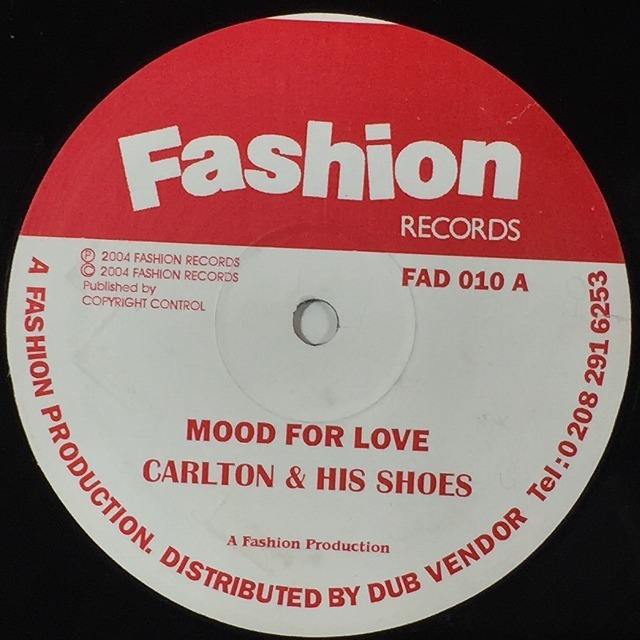 Fashion
RECORDS
Ⓟ 2004 FASHION RECORDS
© 2004 FASHION RECORDS
Published by
COPYRIGHT CONTROL
FAD 010 A
MOOD FOR LOVE
CARLTON & HIS SHOES
A Fashion Production
A FASHION PRODUCTION. DISTRIBUTED BY DUB VENDOR Tel:0208 291 6253